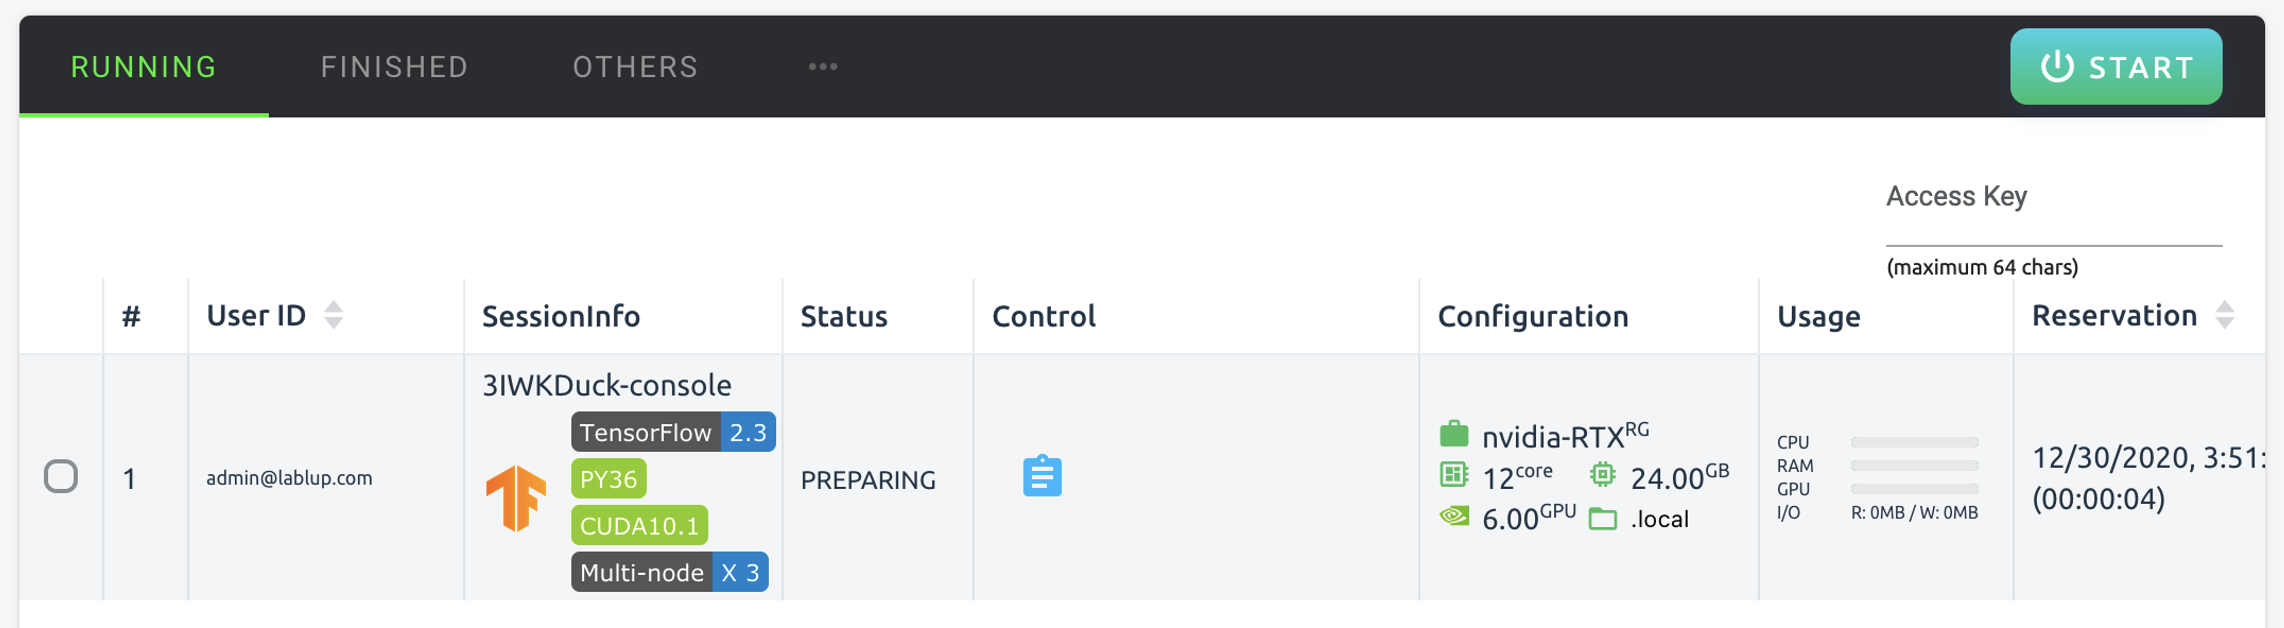 RUNNING FINISHED OTHERS ••• START
Access Key
(maximum 64 chars)
# User ID SessionInfo Status Control Configuration Usage Reservation
3IWKDuck-console
TensorFlow 2.3
PY36
CUDA10.1
Multi-node X 3
1 admin@lablup.com PREPARING
nvidia-RTX RG
12 core 24.00 GB
6.00 GPU .local
CPU
RAM
GPU
I/O R: 0MB / W: 0MB
12/30/2020, 3:51:
(00:00:04)